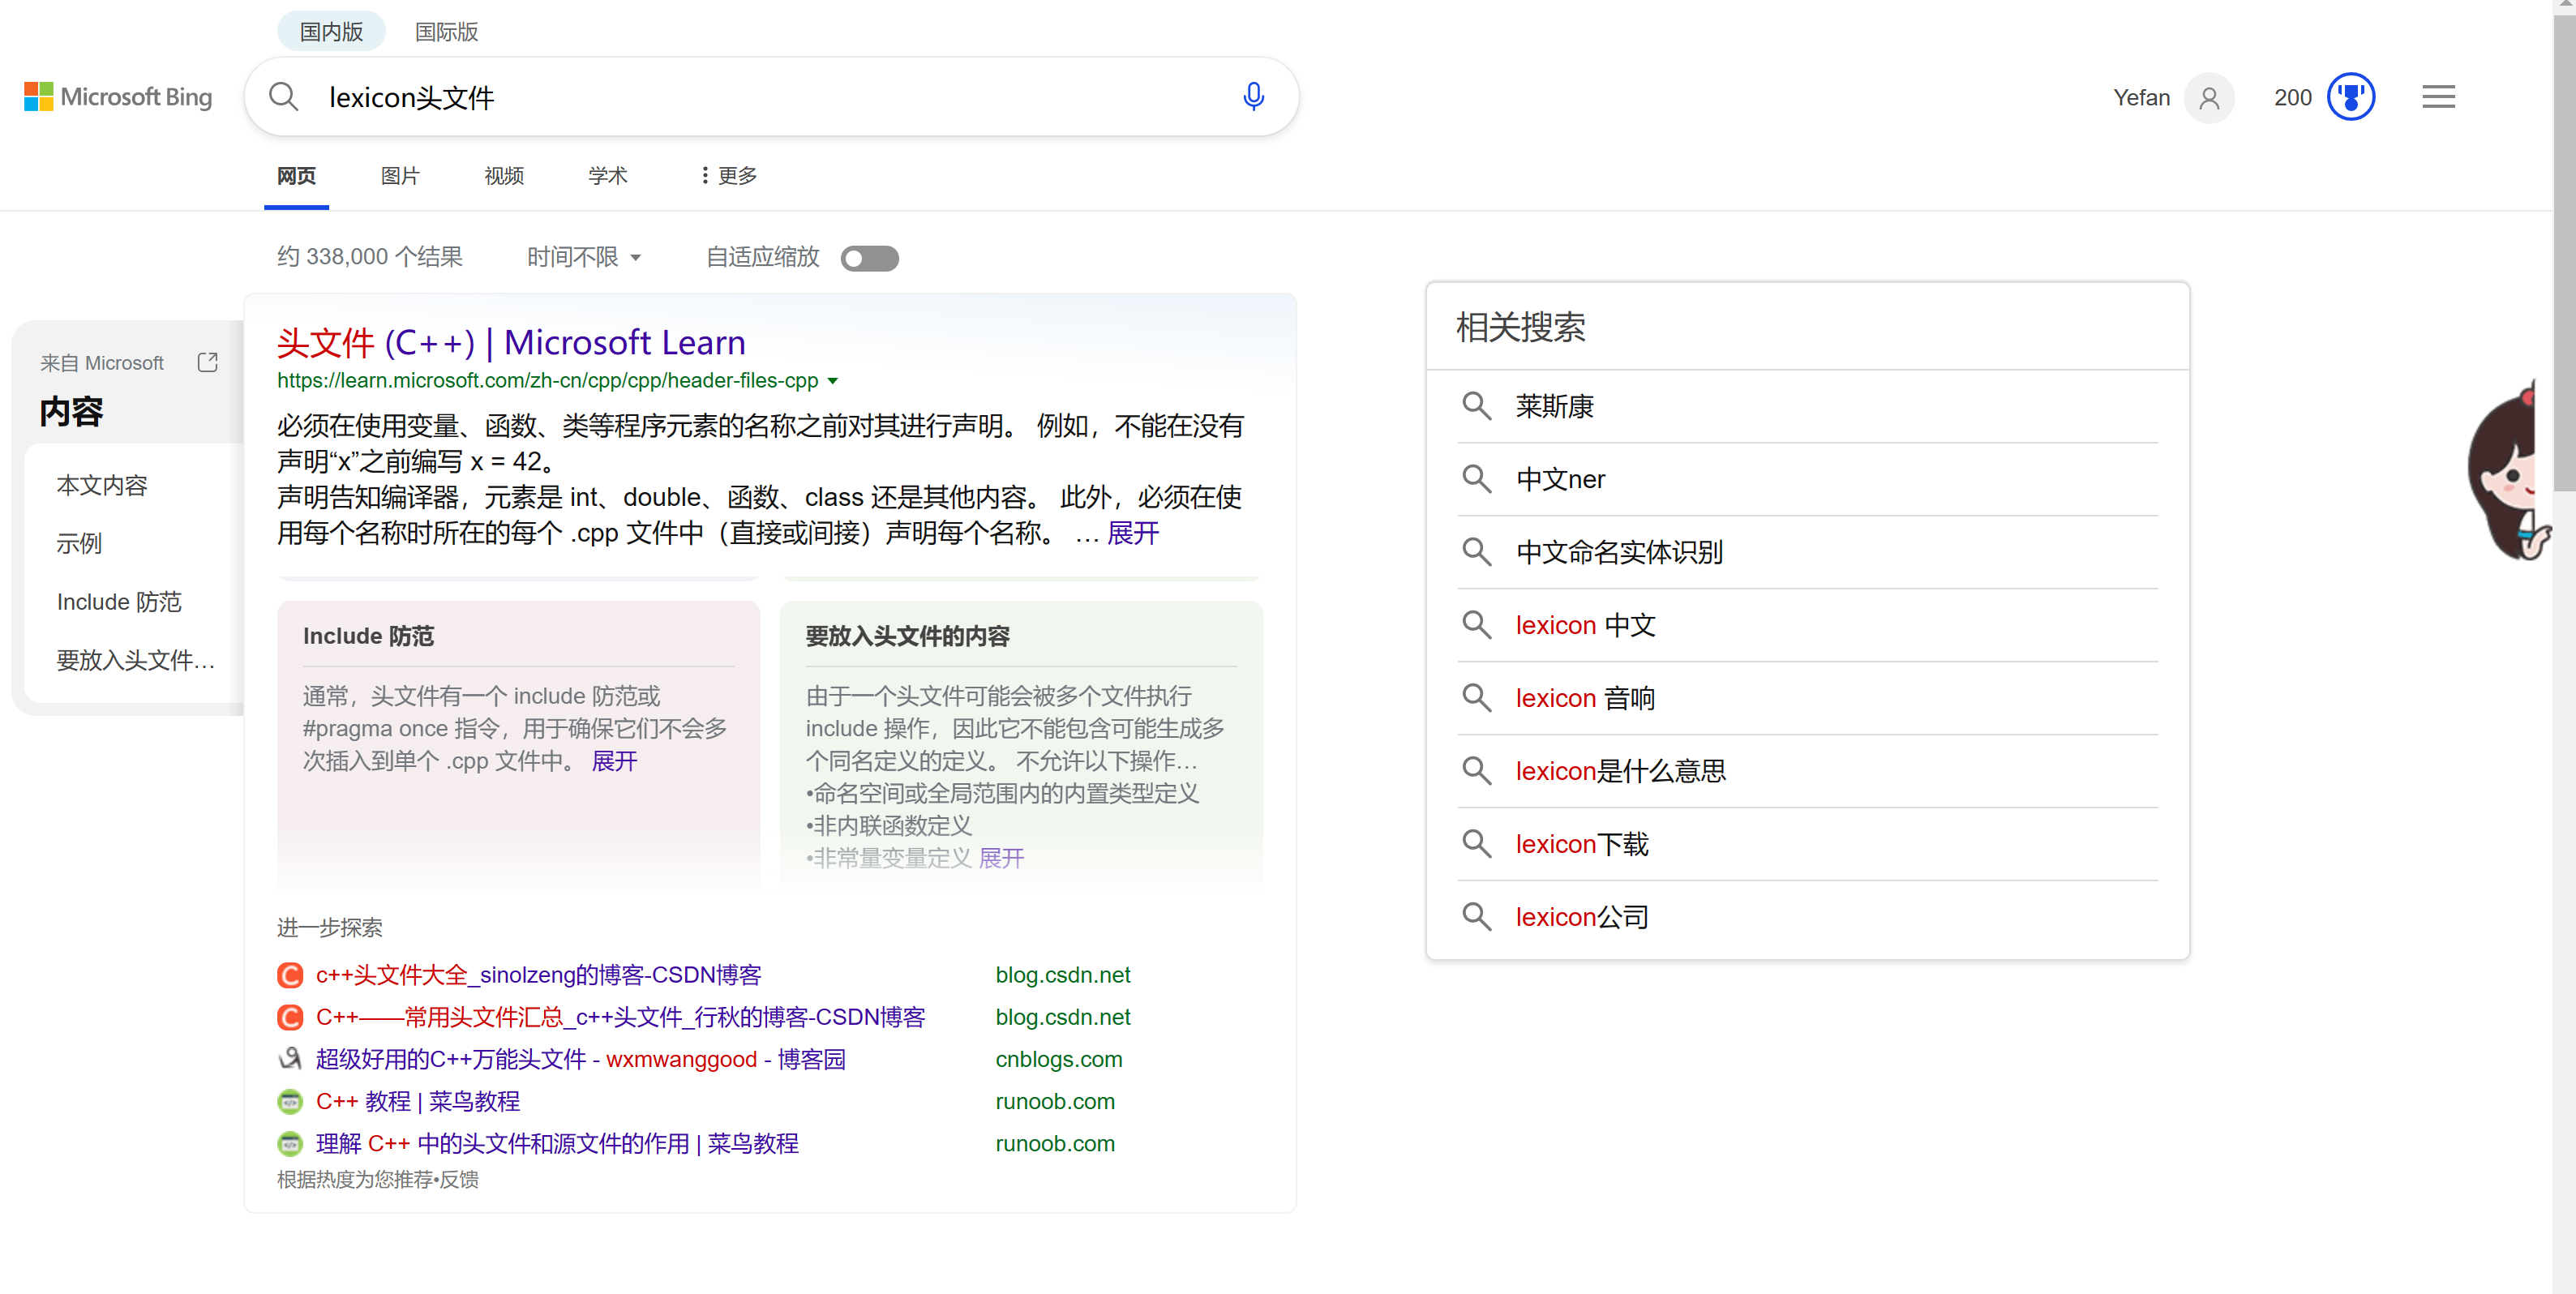 国内版 国际版
Microsoft Bing
lexicon头文件
Yefan
200
网页 图片 视频 学术 更多
约 338,000 个结果 时间不限 自适应缩放
来自 Microsoft
内容
本文内容
示例
Include 防范
要放入头文件…
头文件 (C++) | Microsoft Learn
https://learn.microsoft.com/zh-cn/cpp/cpp/header-files-cpp
必须在使用变量、函数、类等程序元素的名称之前对其进行声明。 例如，不能在没有
声明“x”之前编写 x = 42。
声明告知编译器，元素是 int、double、函数、class 还是其他内容。 此外，必须在使
用每个名称时所在的每个 .cpp 文件中（直接或间接）声明每个名称。 … 展开
Include 防范
通常，头文件有一个 include 防范或
#pragma once 指令，用于确保它们不会多
次插入到单个 .cpp 文件中。 展开
要放入头文件的内容
由于一个头文件可能会被多个文件执行
include 操作，因此它不能包含可能生成多
个同名定义的定义。 不允许以下操作…
•命名空间或全局范围内的内置类型定义
•非内联函数定义
•非常量变量定义 展开
进一步探索
c++头文件大全_sinolzeng的博客-CSDN博客 blog.csdn.net
C++——常用头文件汇总_c++头文件_行秋的博客-CSDN博客 blog.csdn.net
超级好用的C++万能头文件 - wxmwanggood - 博客园 cnblogs.com
C++ 教程 | 菜鸟教程 runoob.com
理解 C++ 中的头文件和源文件的作用 | 菜鸟教程 runoob.com
根据热度为您推荐•反馈
相关搜索
莱斯康
中文ner
中文命名实体识别
lexicon 中文
lexicon 音响
lexicon是什么意思
lexicon下载
lexicon公司